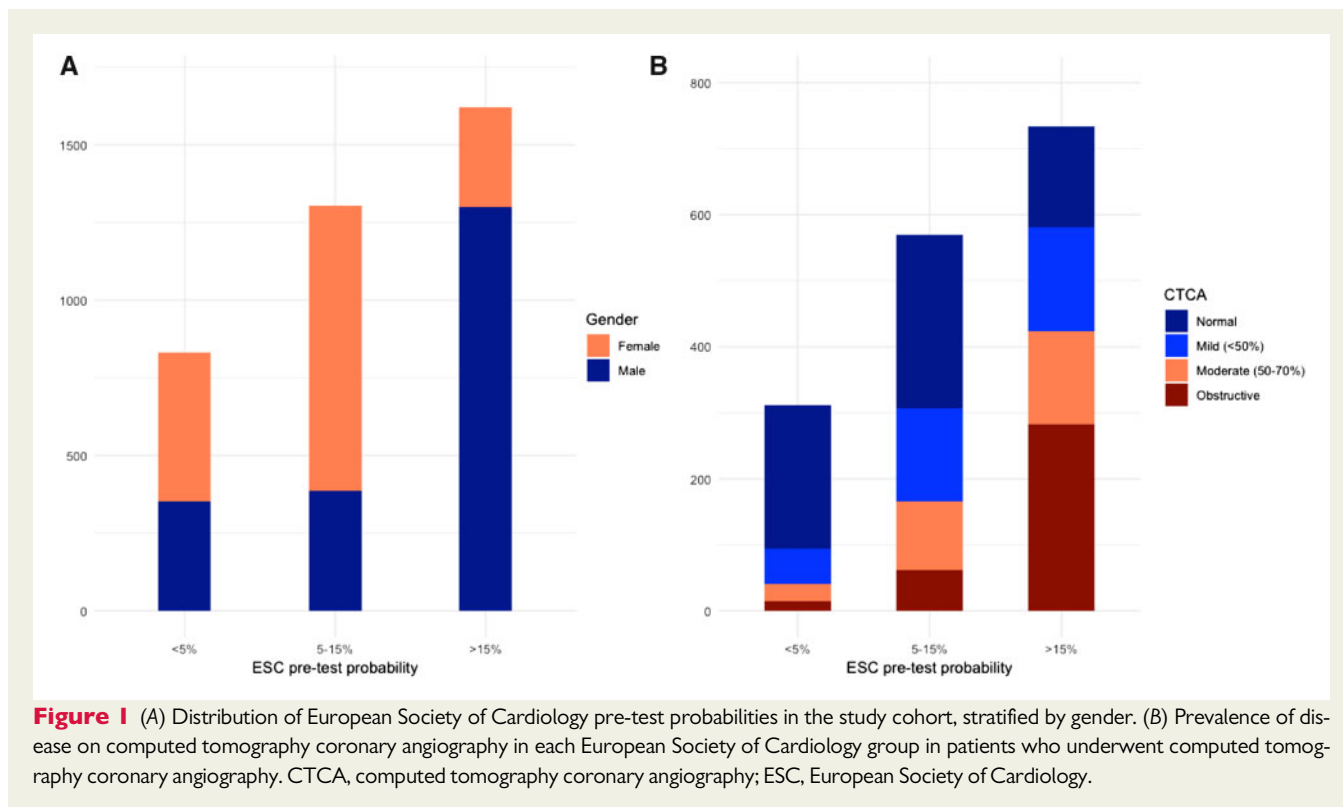 A
1500
1000
500
0
<5%
5-15%
>15%
ESC pre-test probability
Gender
Female
Male
B
800
600
400
200
0
<5%
5-15%
>15%
ESC pre-test probability
CTCA
Normal
Mild (<50%)
Moderate (50-70%)
Obstructive
Figure 1 (A) Distribution of European Society of Cardiology pre-test probabilities in the study cohort, stratified by gender. (B) Prevalence of dis-
ease on computed tomography coronary angiography in each European Society of Cardiology group in patients who underwent computed tomog-
raphy coronary angiography. CTCA, computed tomography coronary angiography; ESC, European Society of Cardiology.